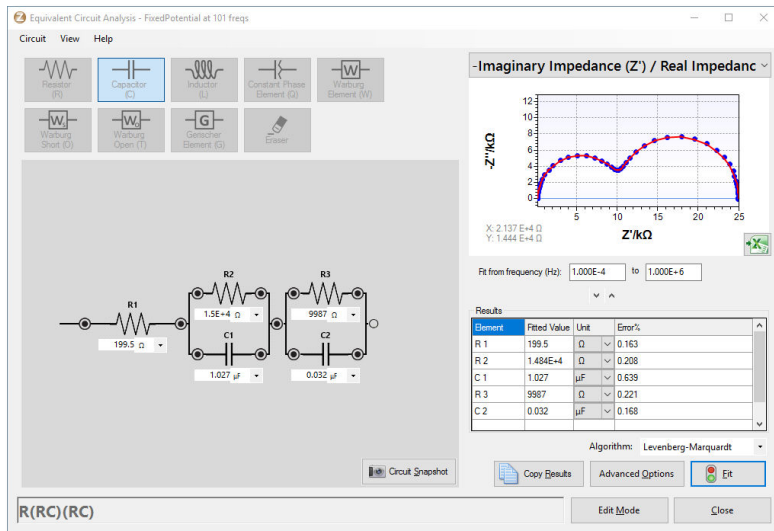 Equivalent Circuit Analysis - FixedPotential at 101 freqs
Circuit View Help
Resistor (R)
Capacitor (C)
Inductor (L)
Constant Phase Element (Q)
Warburg Element (W)
Warburg Short (O)
Warburg Open (T)
Gerischer Element (G)
Eraser
W
Ws
Wo
G
-Imaginary Impedance (Z') / Real Impedanc
-Z''/kΩ
12
10
8
6
4
2
0
5 10 15 20 25
Z'/kΩ
X: 2.137 E+4 Ω
Y: 1.444 E+4 Ω
Fit from frequency (Hz): 1.000E-4 to 1.000E+6
R1
199.5 Ω
R2
1.5E+4 Ω
C1
1.027 µF
R3
9987 Ω
C2
0.032 µF
Results
Element Fitted Value Unit Error%
R 1 199.5 Ω 0.163
R 2 1.484E+4 Ω 0.208
C 1 1.027 µF 0.639
R 3 9987 Ω 0.221
C 2 0.032 µF 0.168
Algorithm: Levenberg-Marquardt
Circuit Snapshot
Copy Results
Advanced Options
Fit
R(RC)(RC)
Edit Mode
Close